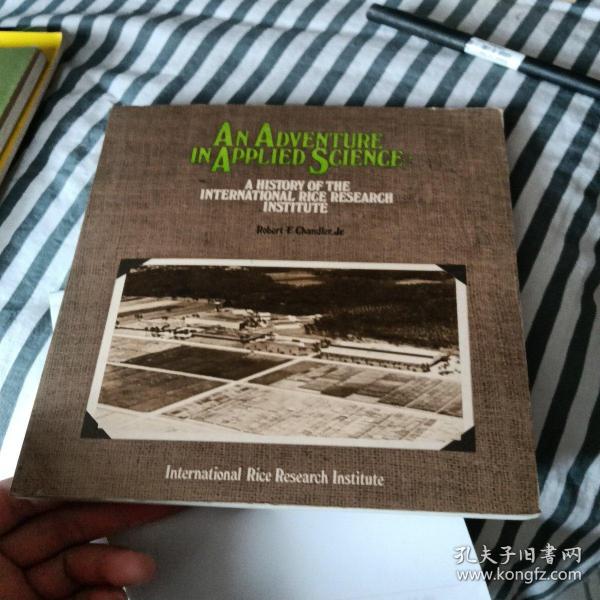 AN ADVENTURE
IN APPLIED SCIENCE:
A HISTORY OF THE
INTERNATIONAL RICE RESEARCH
INSTITUTE
Robert F. Chandler, Jr.
International Rice Research Institute
孔夫子旧书网
www.kongfz.com